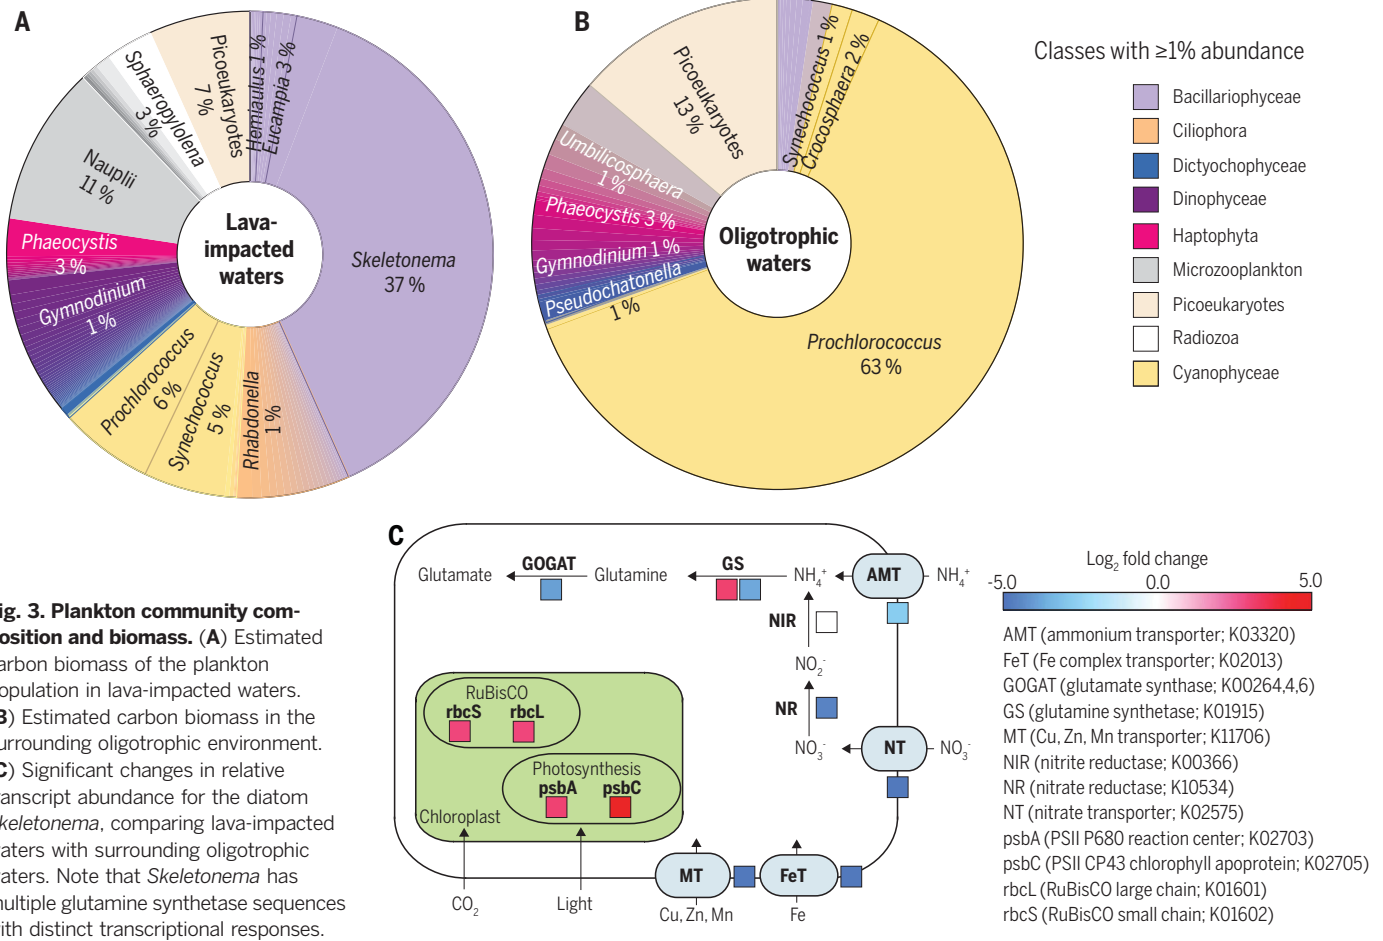 A
Hemiaulus 1 %
Eucampia 3 %
Skeletonema
37 %
Rhabdonella
1 %
Synechococcus
5 %
Prochlorococcus
6 %
Gymnodinium
1 %
Phaeocystis
3 %
Nauplii
11 %
Sphaeropylolena
3 %
Picoeukaryotes
7 %
Lava-
impacted
waters
B
Synechococcus 1 %
Crocosphaera 2 %
Prochlorococcus
63 %
Pseudochatonella
1 %
Gymnodinium 1 %
Phaeocystis 3 %
Umbilicosphaera
1 %
Picoeukaryotes
13 %
Oligotrophic
waters
Classes with ≥1% abundance
Bacillariophyceae
Ciliophora
Dictyochophyceae
Dinophyceae
Haptophyta
Microzooplankton
Picoeukaryotes
Radiozoa
Cyanophyceae
ig. 3. Plankton community com-
osition and biomass. (A) Estimated
arbon biomass of the plankton
opulation in lava-impacted waters.
B) Estimated carbon biomass in the
urrounding oligotrophic environment.
C) Significant changes in relative
ranscript abundance for the diatom
keletonema, comparing lava-impacted
waters with surrounding oligotrophic
waters. Note that Skeletonema has
multiple glutamine synthetase sequences
with distinct transcriptional responses.
C
Glutamate
GOGAT
Glutamine
GS
NH₄⁺
AMT
NH₄⁺
NIR
NO₂⁻
NR
NO₃⁻
NT
NO₃⁻
RuBisCO
rbcS
rbcL
Photosynthesis
psbA
psbC
Chloroplast
CO₂
Light
MT
Cu, Zn, Mn
FeT
Fe
Log₂ fold change
-5.0
0.0
5.0
AMT (ammonium transporter; K03320)
FeT (Fe complex transporter; K02013)
GOGAT (glutamate synthase; K00264,4,6)
GS (glutamine synthetase; K01915)
MT (Cu, Zn, Mn transporter; K11706)
NIR (nitrite reductase; K00366)
NR (nitrate reductase; K10534)
NT (nitrate transporter; K02575)
psbA (PSII P680 reaction center; K02703)
psbC (PSII CP43 chlorophyll apoprotein; K02705)
rbcL (RuBisCO large chain; K01601)
rbcS (RuBisCO small chain; K01602)